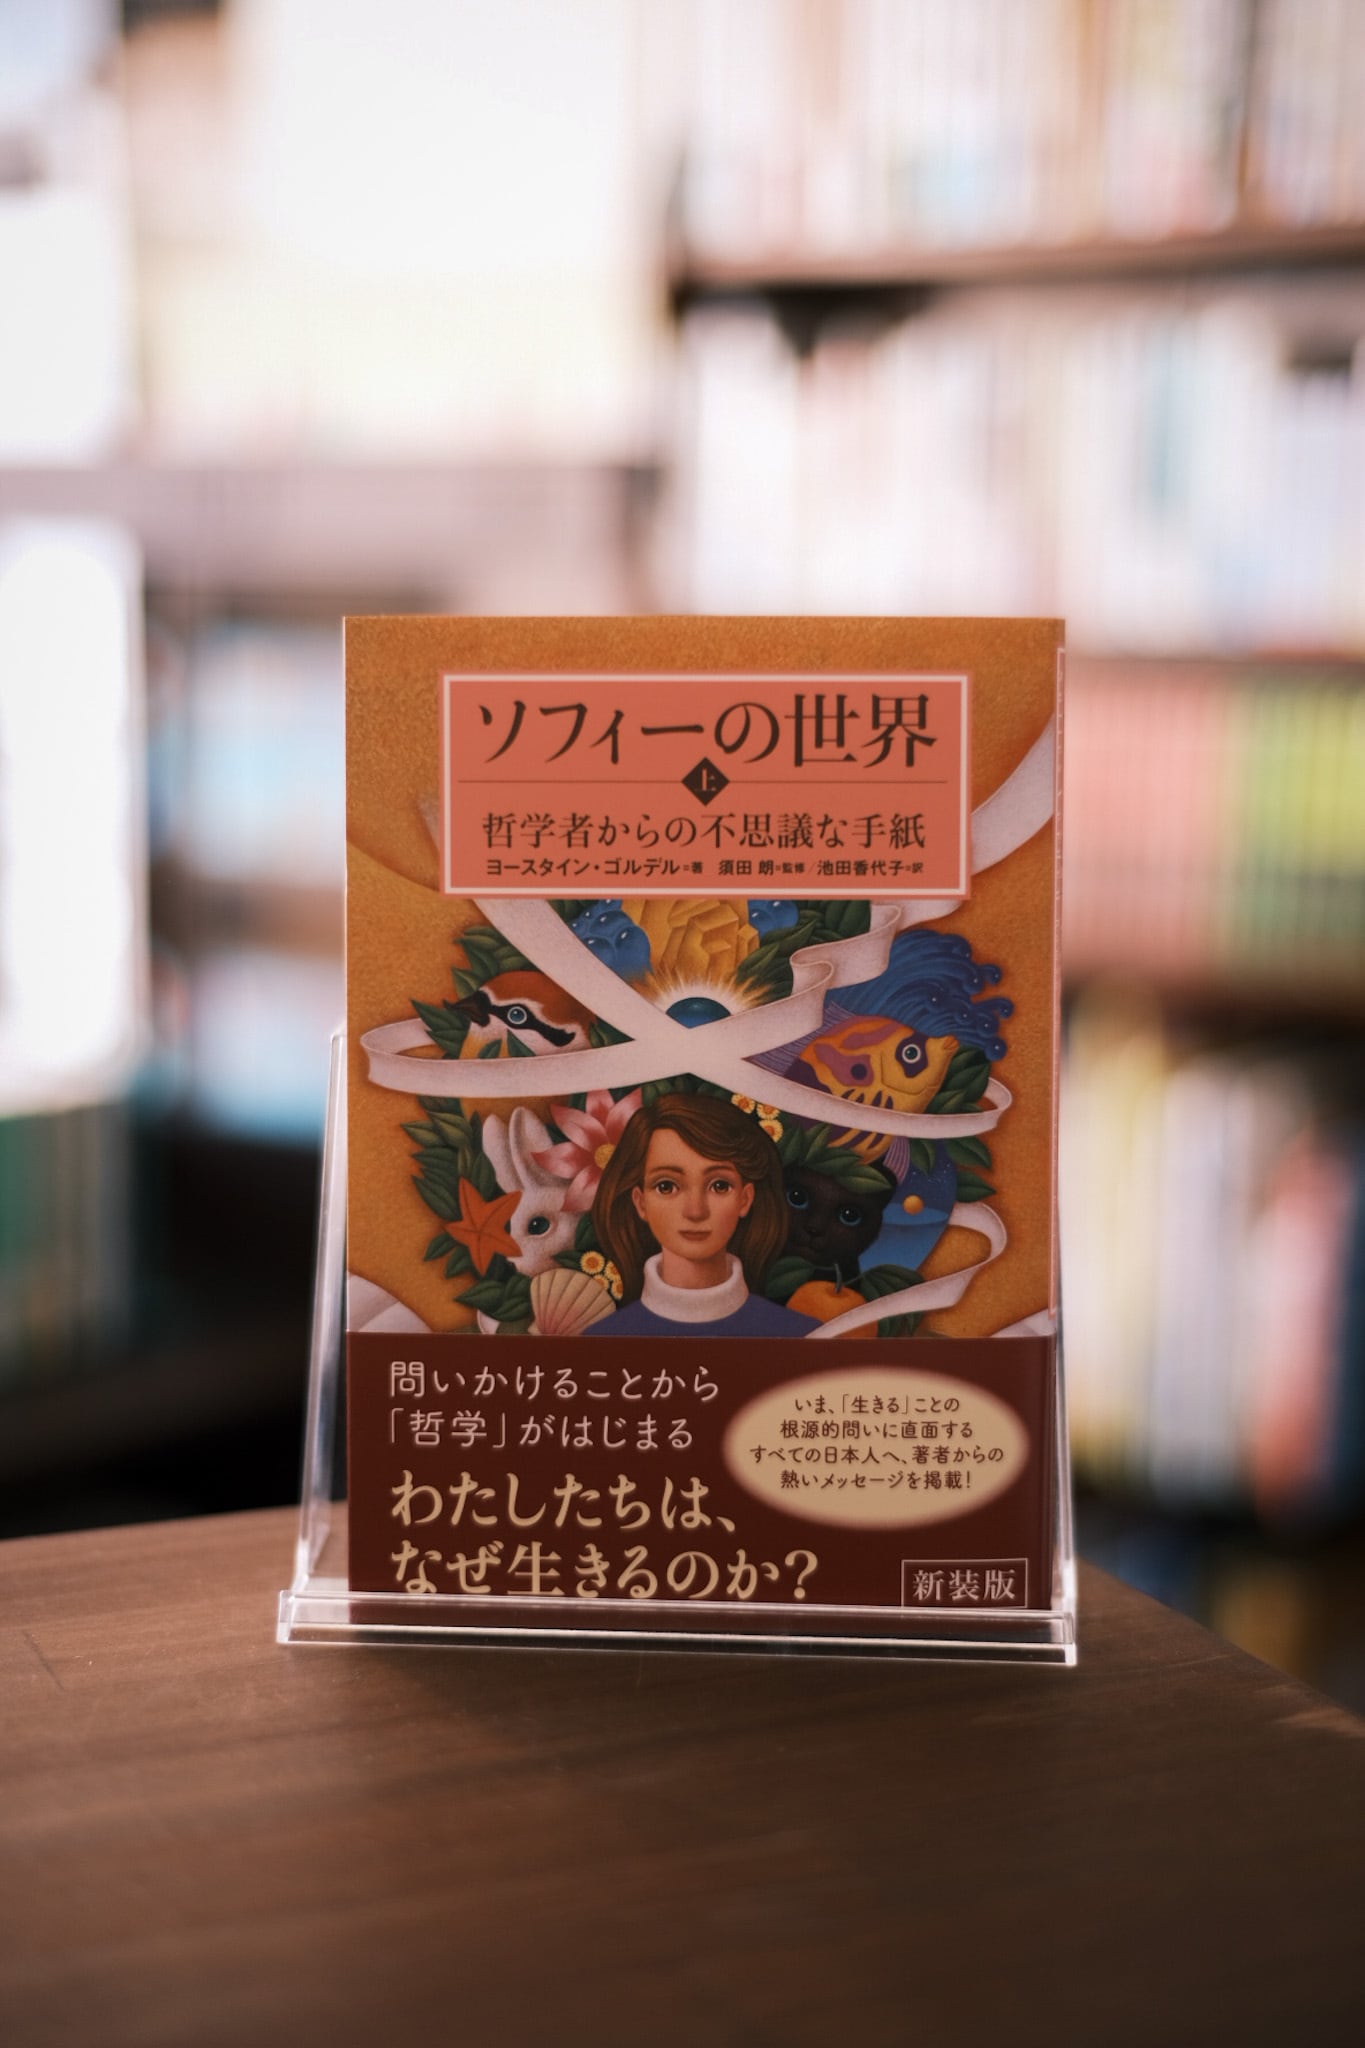 ソフィーの世界
上
哲学者からの不思議な手紙
ヨースタイン・ゴルデル=著 須田 朗=監修/池田香代子=訳
問いかけることから
「哲学」がはじまる
わたしたちは、
なぜ生きるのか?
いま、「生きる」ことの
根源的問いに直面する
すべての日本人へ、著者からの
熱いメッセージを掲載!
新装版